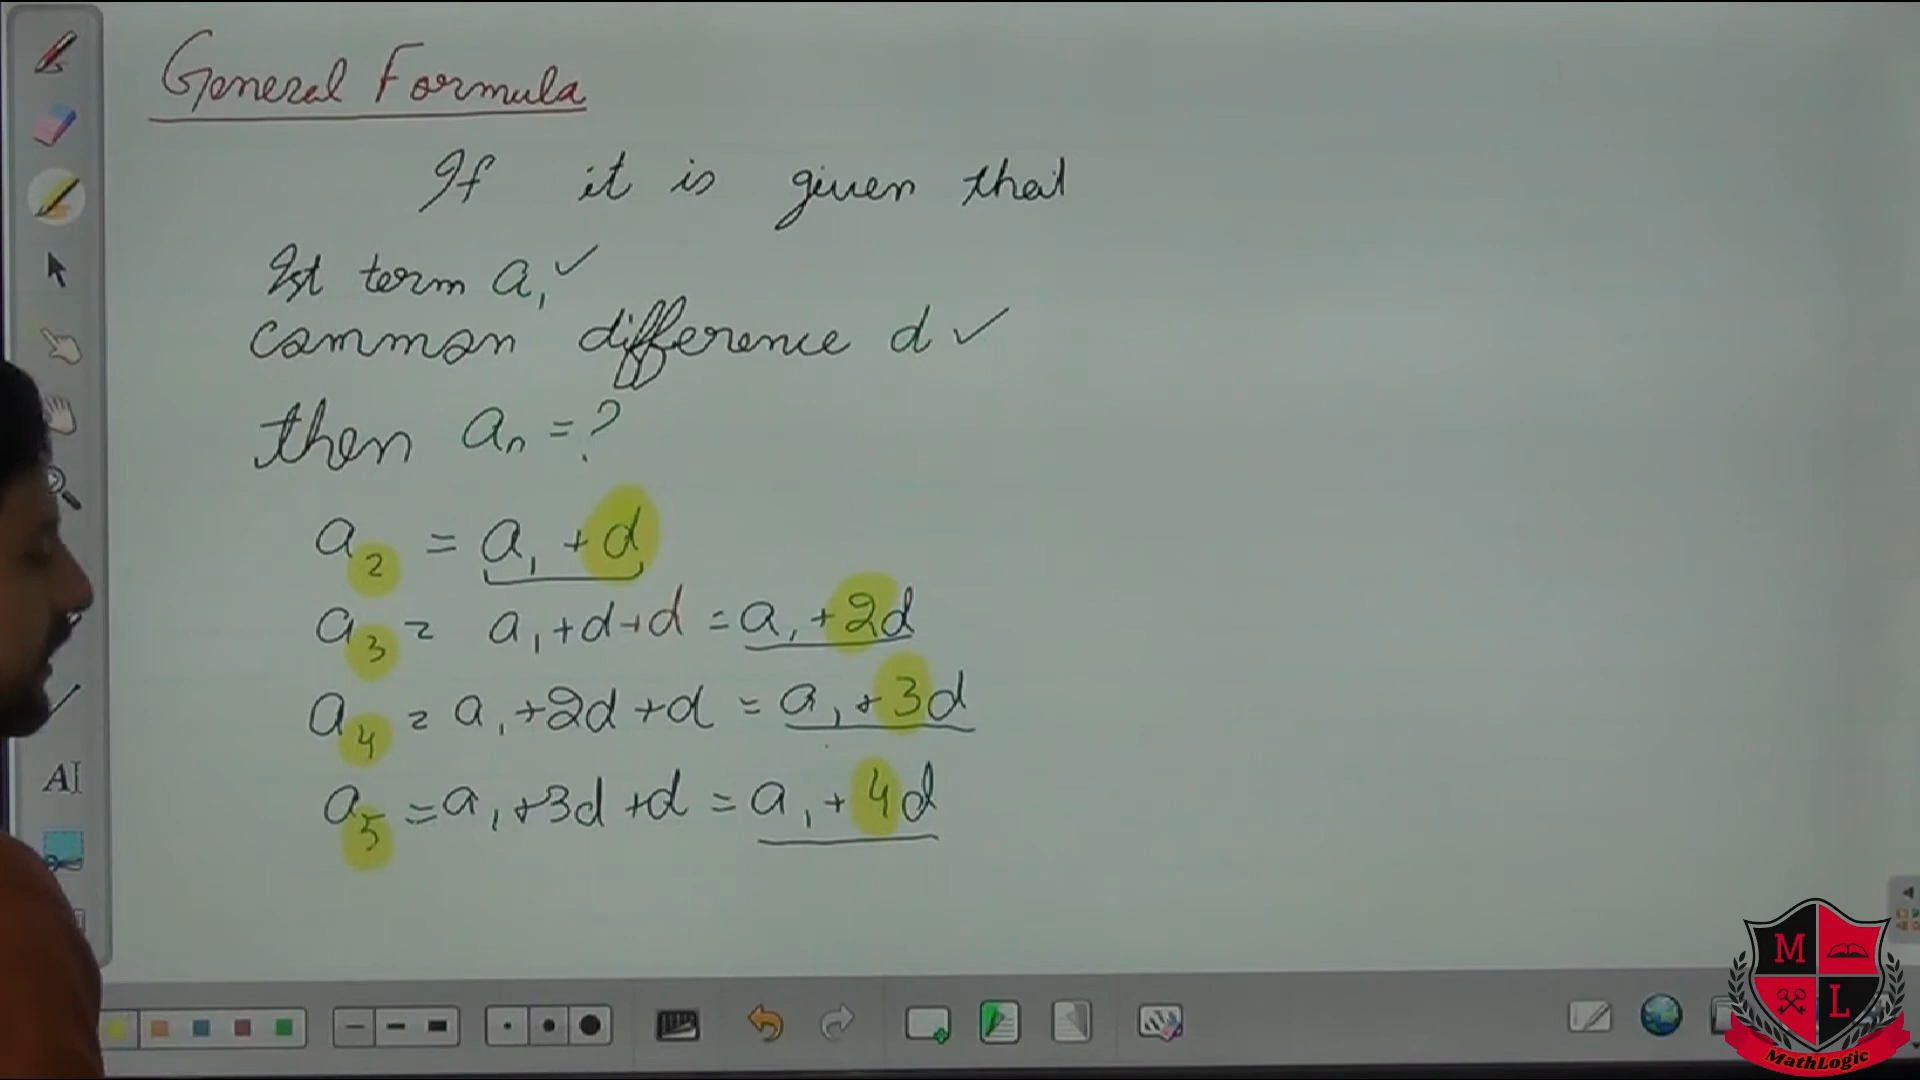 General Formula
If it is given that
Ist term a₁ ✓
common difference d ✓
then aₙ = ?
a₂ = a₁ + d
a₃ = a₁ + d + d = a₁ + 2d
a₄ = a₁ + 2d + d = a₁ + 3d
a₅ = a₁ + 3d + d = a₁ + 4d
A
M
L
MathLogic